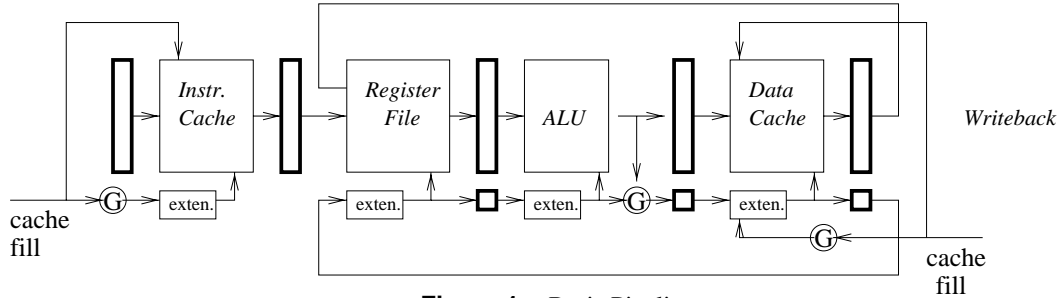 Instr.
Cache
Register
File
ALU
Data
Cache
Writeback
G
exten.
exten.
exten.
G
exten.
cache
fill
G
cache
fill